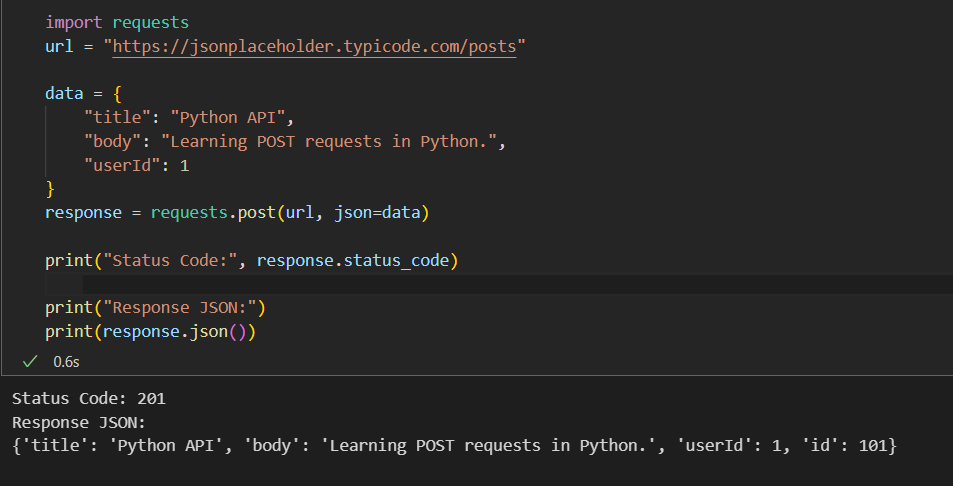 import requests
url = "https://jsonplaceholder.typicode.com/posts"
data = {
    "title": "Python API",
    "body": "Learning POST requests in Python.",
    "userId": 1
}
response = requests.post(url, json=data)
print("Status Code:", response.status_code)
print("Response JSON:")
print(response.json())
0.6s
Status Code: 201
Response JSON:
{'title': 'Python API', 'body': 'Learning POST requests in Python.', 'userId': 1, 'id': 101}